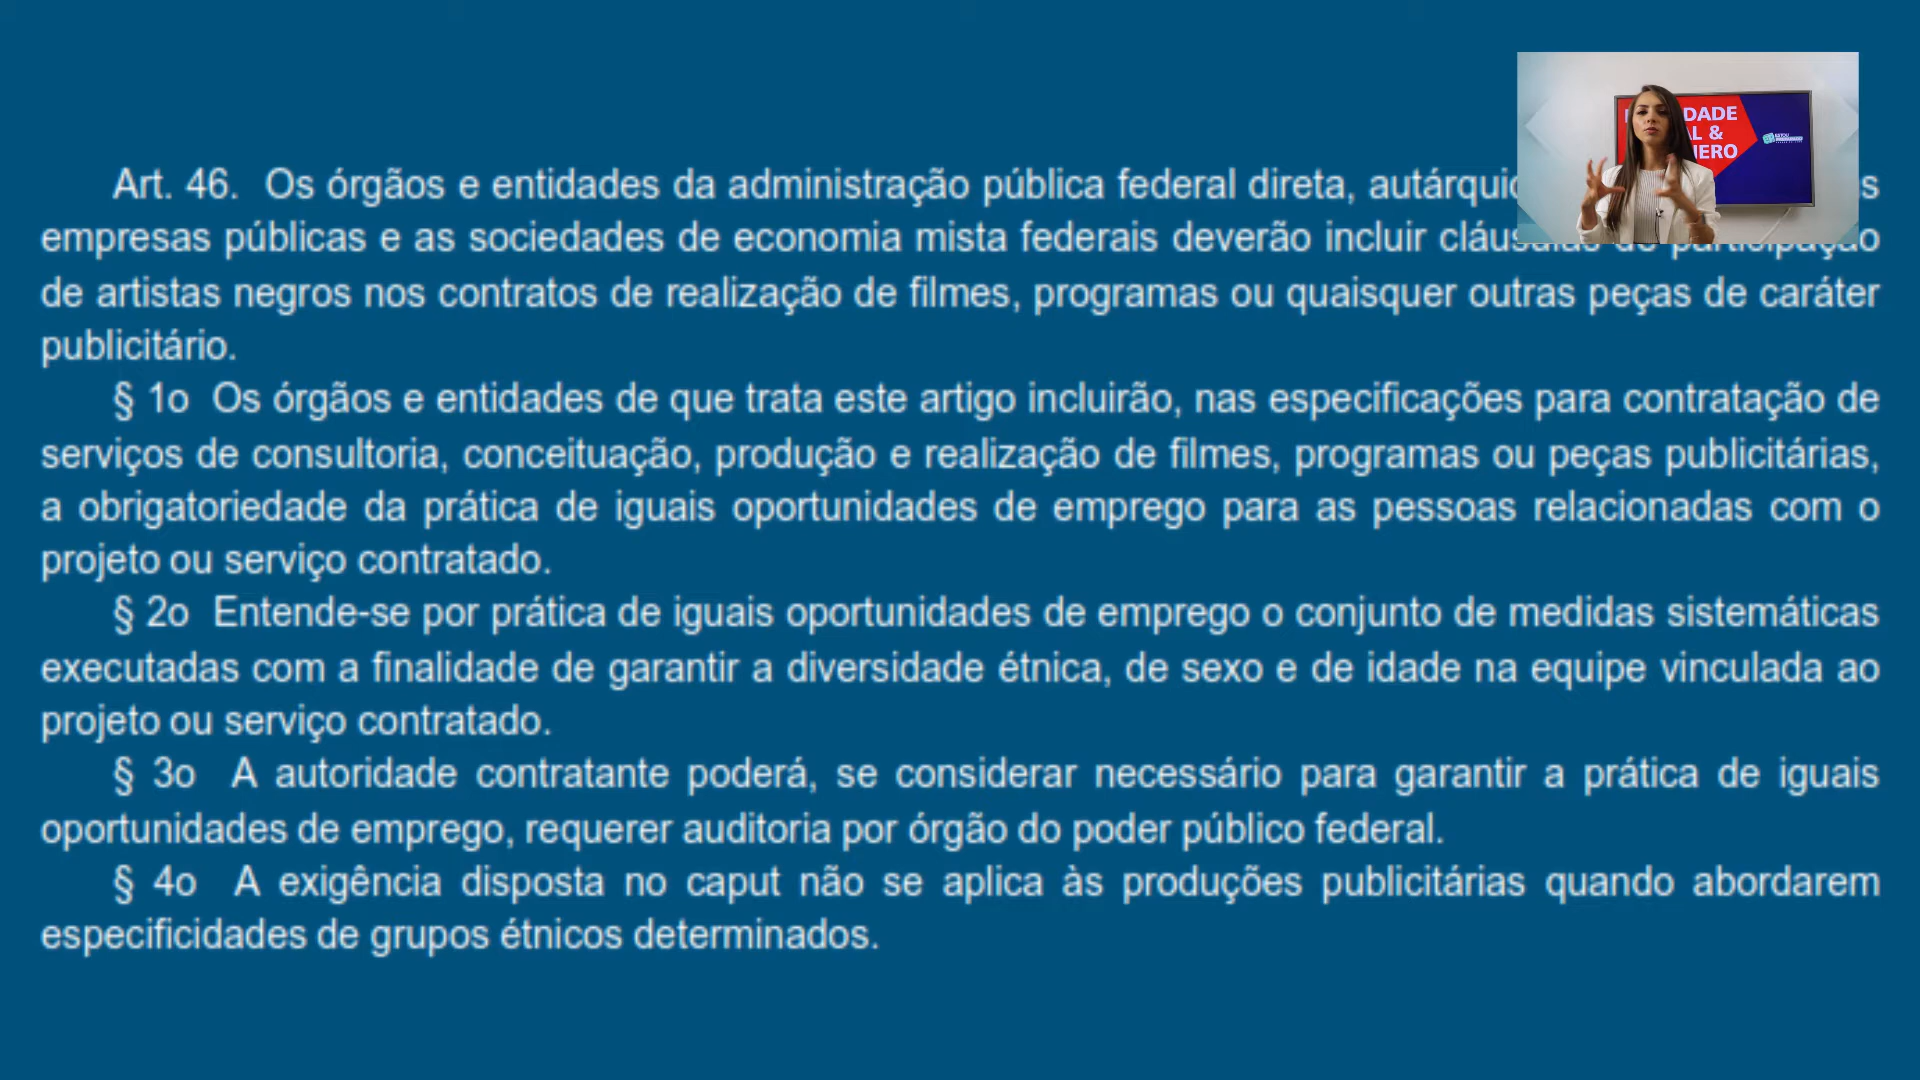 Art. 46. Os órgãos e entidades da administração pública federal direta, 
empresas públicas e as sociedades de economia mista federais deverão incluir participação
de artistas negros nos contratos de realização de filmes, programas ou quaisquer outras peças de caráter
publicitário.
§ 1o Os órgãos e entidades de que trata este artigo incluirão, nas especificações para contratação de
serviços de consultoria, conceituação, produção e realização de filmes, programas ou peças publicitárias,
a obrigatoriedade da prática de iguais oportunidades de emprego para as pessoas relacionadas com o
projeto ou serviço contratado.
§ 2o Entende-se por prática de iguais oportunidades de emprego o conjunto de medidas sistemáticas
executadas com a finalidade de garantir a diversidade étnica, de sexo e de idade na equipe vinculada ao
projeto ou serviço contratado.
§ 3o A autoridade contratante poderá, se considerar necessário para garantir a prática de iguais
oportunidades de emprego, requerer auditoria por órgão do poder público federal.
§ 4o A exigência disposta no caput não se aplica às produções publicitárias quando abordarem
especificidades de grupos étnicos determinados.
DADE
L &
ERO